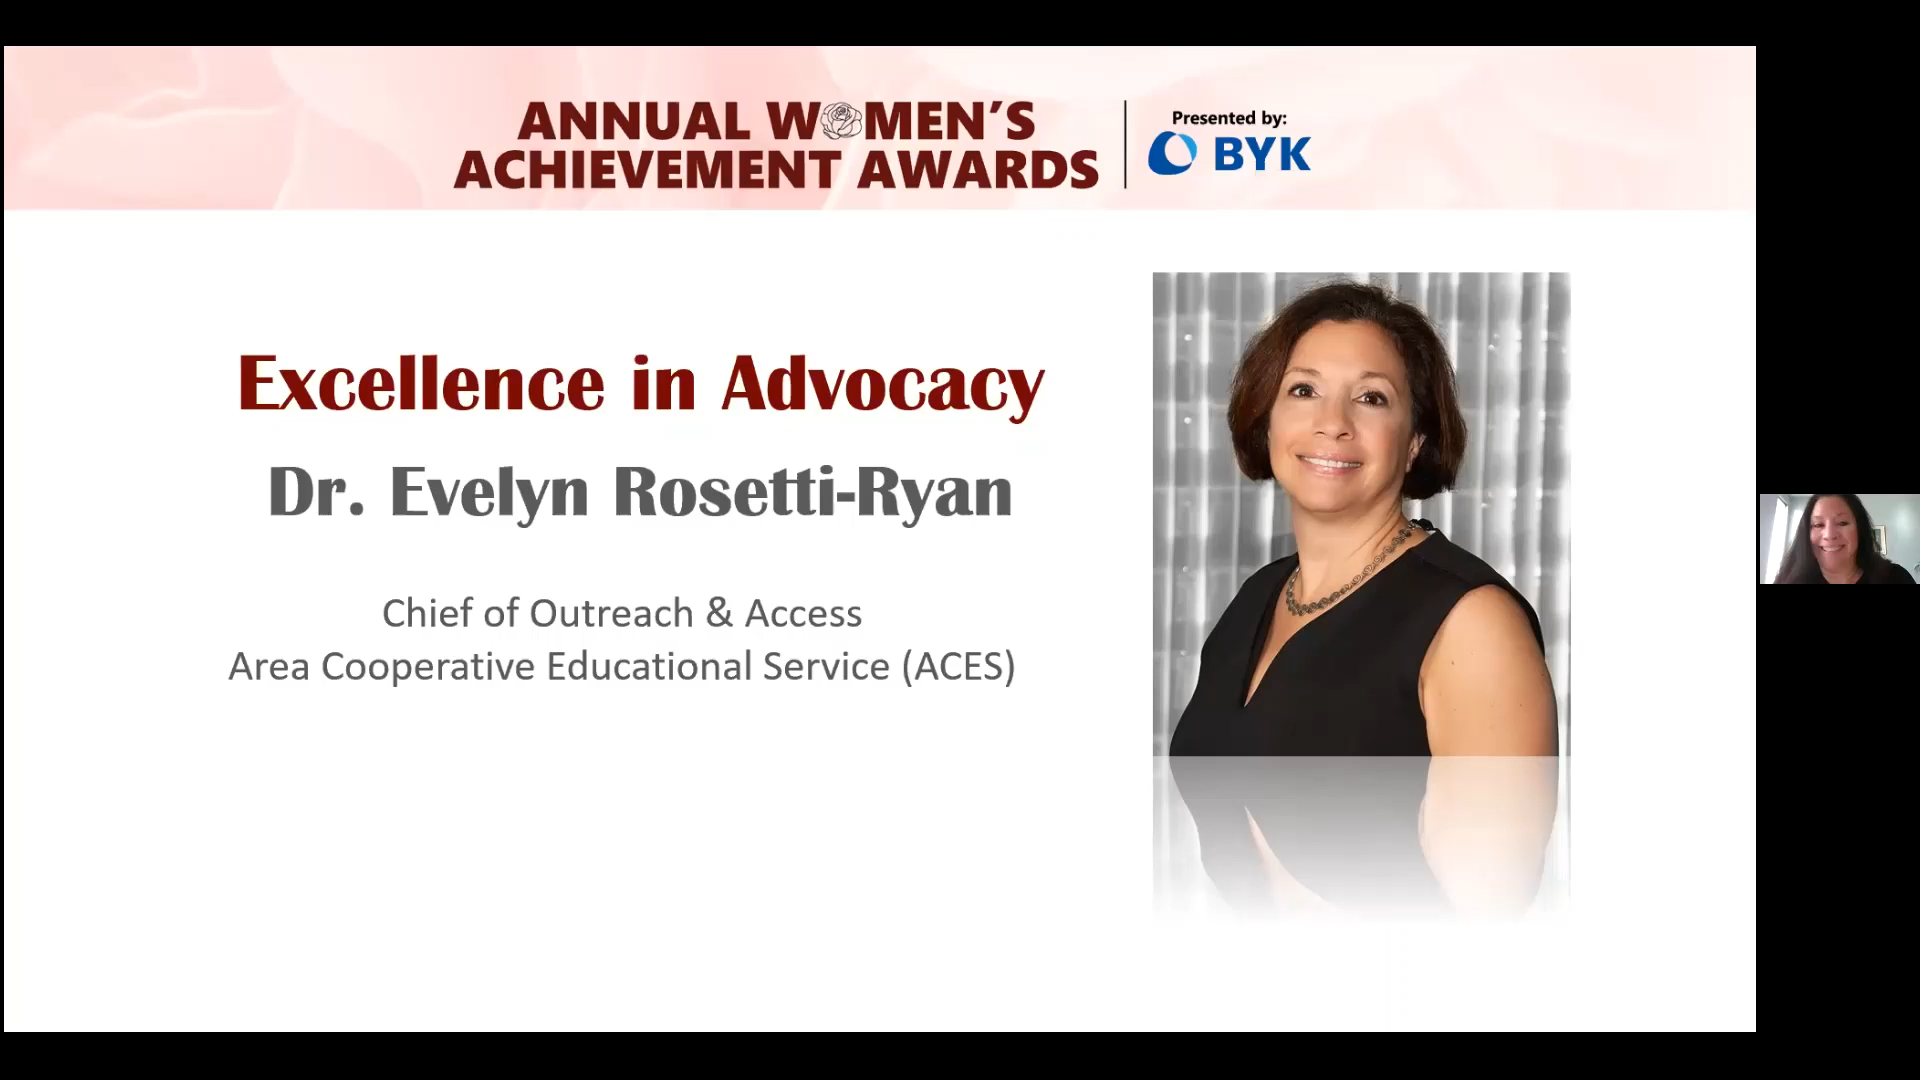 ANNUAL WOMEN'S
ACHIEVEMENT AWARDS
Presented by:
BYK
Excellence in Advocacy
Dr. Evelyn Rosetti-Ryan
Chief of Outreach & Access
Area Cooperative Educational Service (ACES)